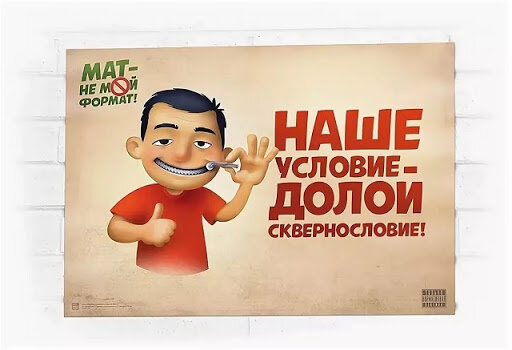 МАТ-
НЕ МОЙ
ФОРМАТ!
НАШЕ
УСЛОВИЕ-
ДОЛОЙ
СКВЕРНОСЛОВИЕ!